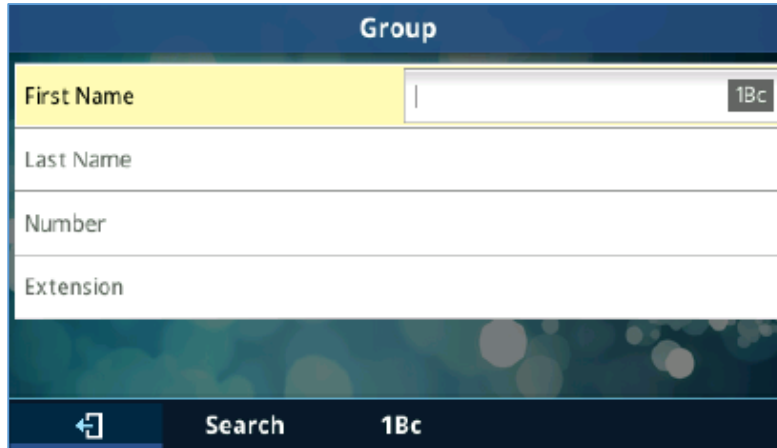 Group
First Name 1Bc
Last Name
Number
Extension
Search 1Bc